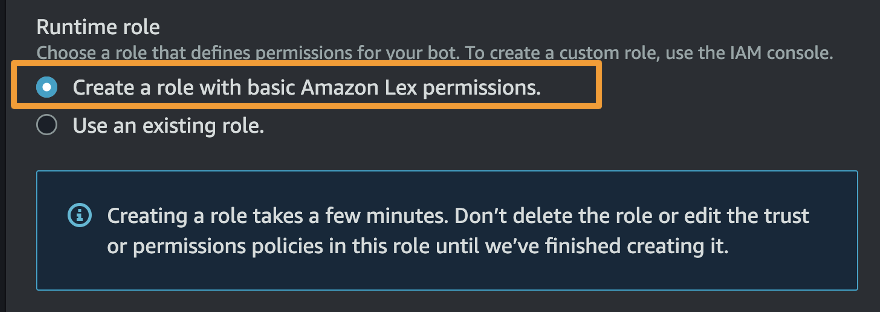 Runtime role
Choose a role that defines permissions for your bot. To create a custom role, use the IAM console.
Create a role with basic Amazon Lex permissions.
Use an existing role.
Creating a role takes a few minutes. Don’t delete the role or edit the trust
or permissions policies in this role until we’ve finished creating it.